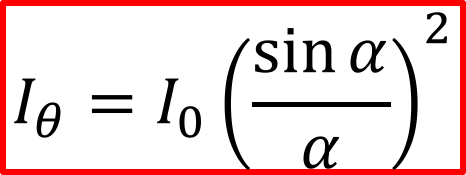 I_θ = I_0 (sin α / α)^2